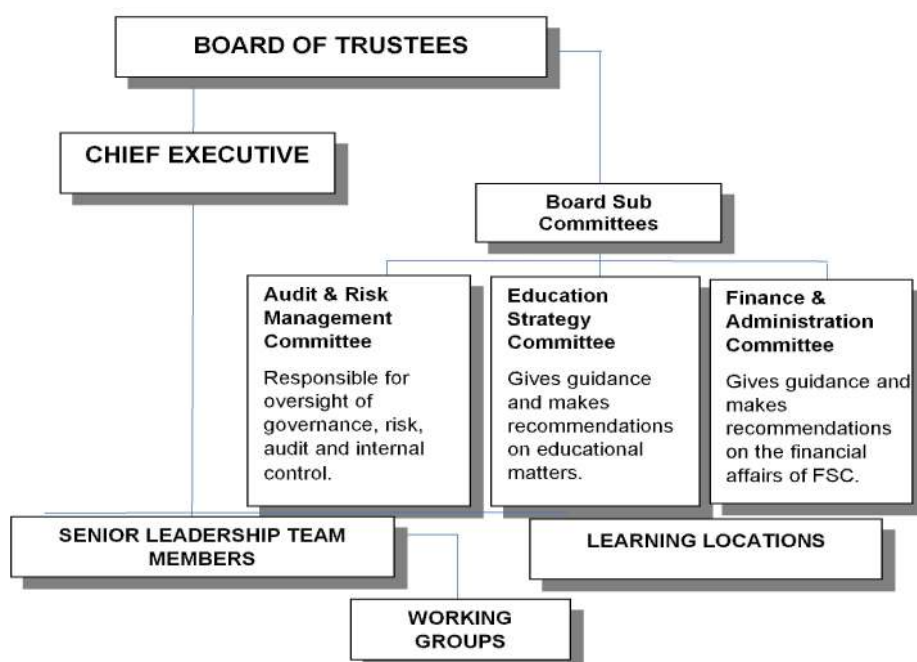 BOARD OF TRUSTEES
CHIEF EXECUTIVE
Board Sub
Committees
Audit & Risk
Management
Committee
Responsible for
oversight of
governance, risk,
audit and internal
control.
Education
Strategy
Committee
Gives guidance
and makes
recommendations
on educational
matters.
Finance &
Administration
Committee
Gives guidance and
makes
recommendations
on the financial
affairs of FSC.
SENIOR LEADERSHIP TEAM
MEMBERS
LEARNING LOCATIONS
WORKING
GROUPS